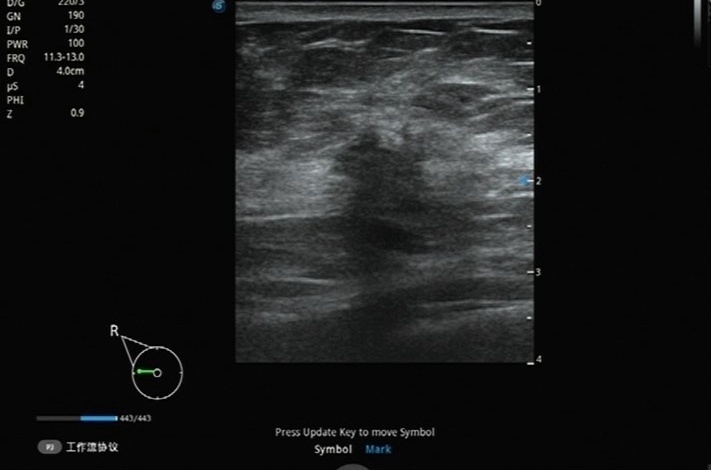 D/G 220/3
GN 190
I/P 1/30
PWR 100
FRQ 11.3-13.0
D 4.0cm
μS 4
PHI
Z 0.9
S
0
1
2
3
4
R
443/443
P3 工作流协议
Press Update Key to move Symbol
Symbol Mark